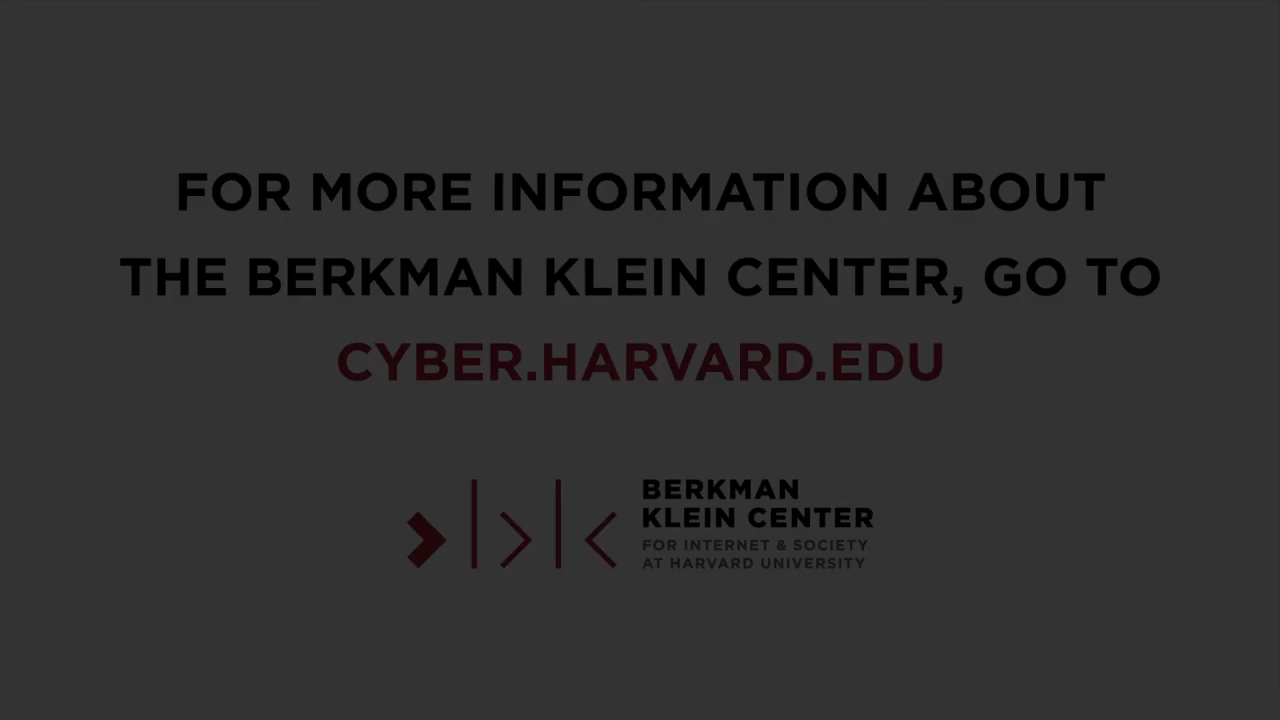 FOR MORE INFORMATION ABOUT
THE BERKMAN KLEIN CENTER, GO TO
CYBER.HARVARD.EDU
BERKMAN
KLEIN CENTER
FOR INTERNET & SOCIETY
AT HARVARD UNIVERSITY